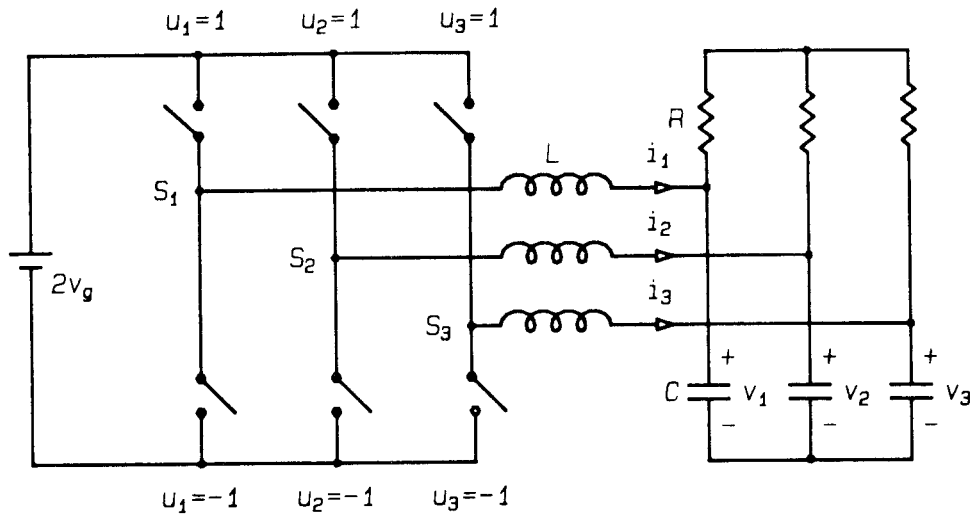 u₁=1 u₂=1 u₃=1
R
L i₁
S₁
i₂
S₂
2v_g
i₃
S₃
+ + +
C v₁ v₂ v₃
− − −
u₁=-1 u₂=-1 u₃=-1